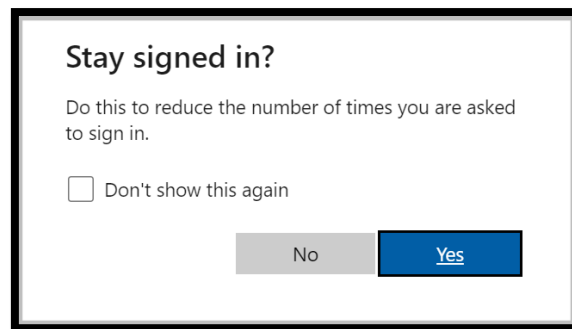 Stay signed in?
Do this to reduce the number of times you are asked
to sign in.
Don't show this again
No
Yes